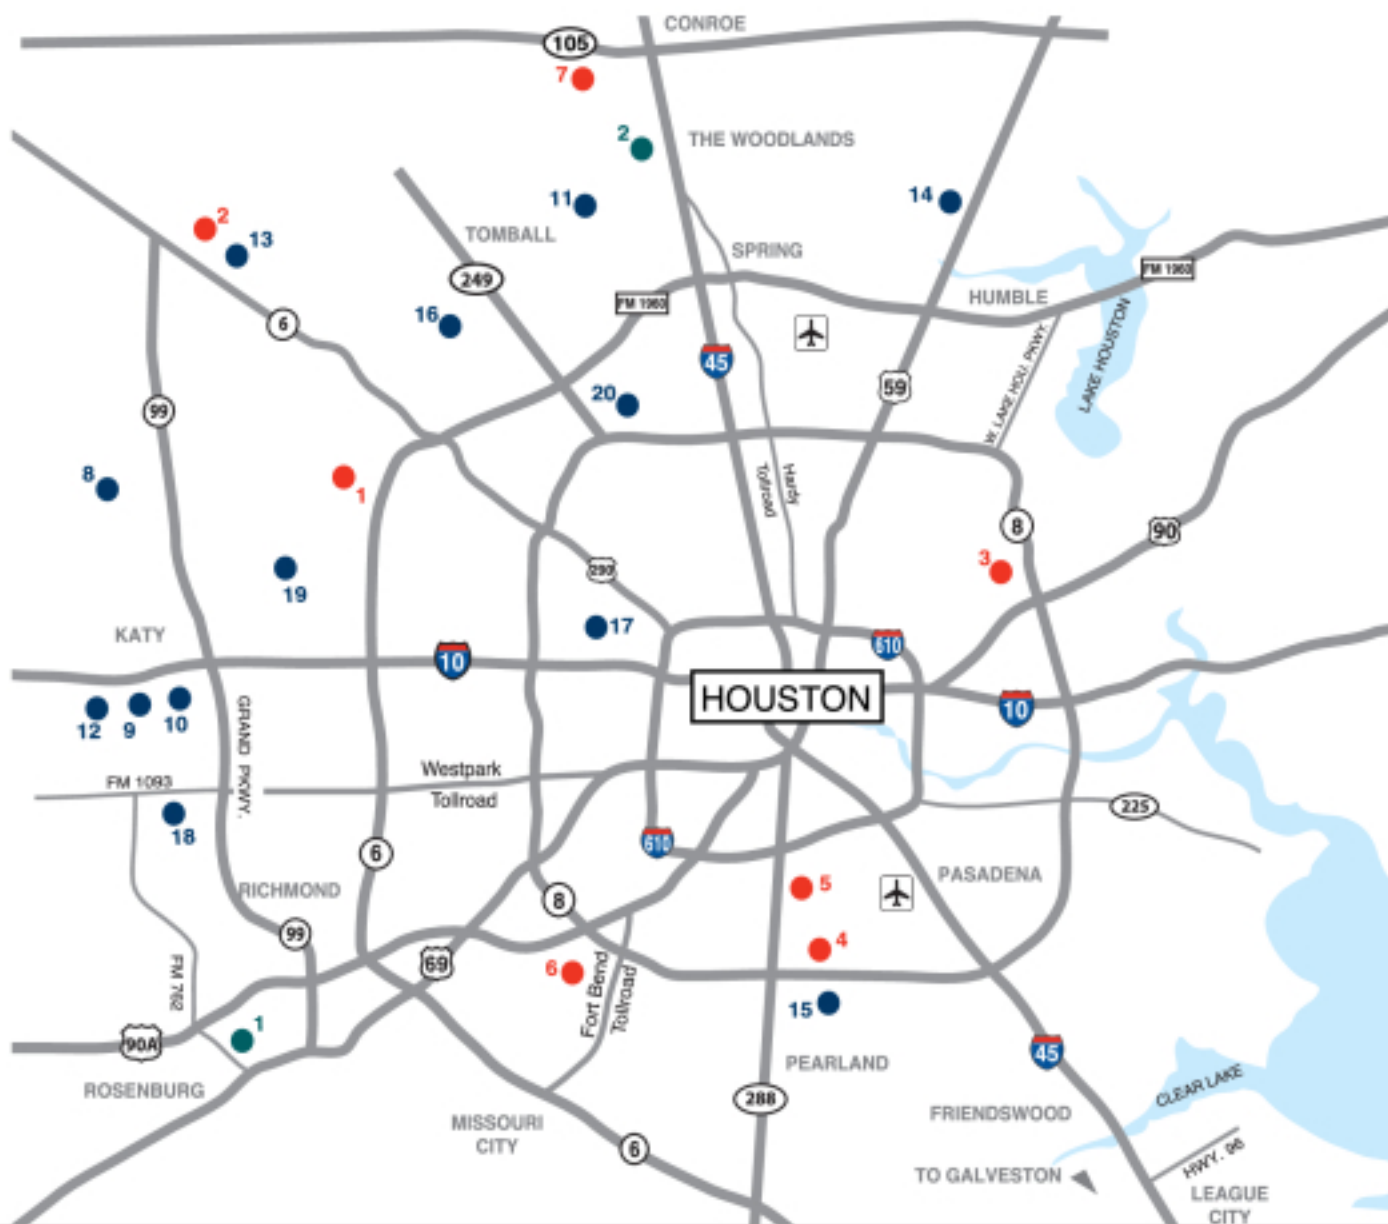 CONROE
105
7
2
THE WOODLANDS
11
14
2
13
TOMBALL
SPRING
249
FM 1960
FM 1960
HUMBLE
16
6
LAKE HOUSTON
W. LAKE HOU. PKWY.
45
59
99
20
8
1
Hardy
Tollroad
8
90
3
19
290
17
KATY
10
610
HOUSTON
10
12
9
10
GRAND PKWY.
FM 1093
Westpark
Tollroad
18
225
610
6
RICHMOND
5
PASADENA
8
99
4
69
6
FM 762
Fort Bend
Tollroad
15
1
90A
45
PEARLAND
ROSENBURG
CLEAR LAKE
288
FRIENDSWOOD
MISSOURI
CITY
6
HWY. 96
TO GALVESTON
LEAGUE
CITY